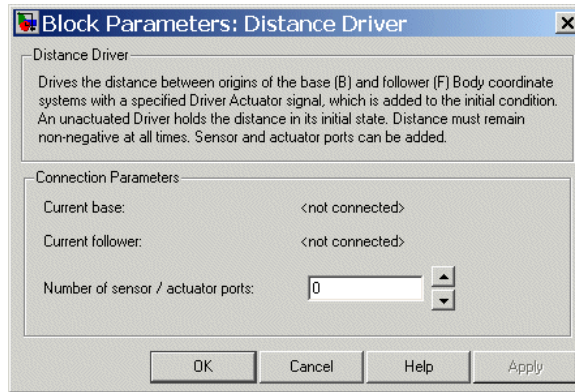 Block Parameters: Distance Driver
Distance Driver
Drives the distance between origins of the base (B) and follower (F) Body coordinate
systems with a specified Driver Actuator signal, which is added to the initial condition.
An unactuated Driver holds the distance in its initial state. Distance must remain
non-negative at all times. Sensor and actuator ports can be added.
Connection Parameters
Current base: <not connected>
Current follower: <not connected>
Number of sensor / actuator ports: 0
OK Cancel Help Apply